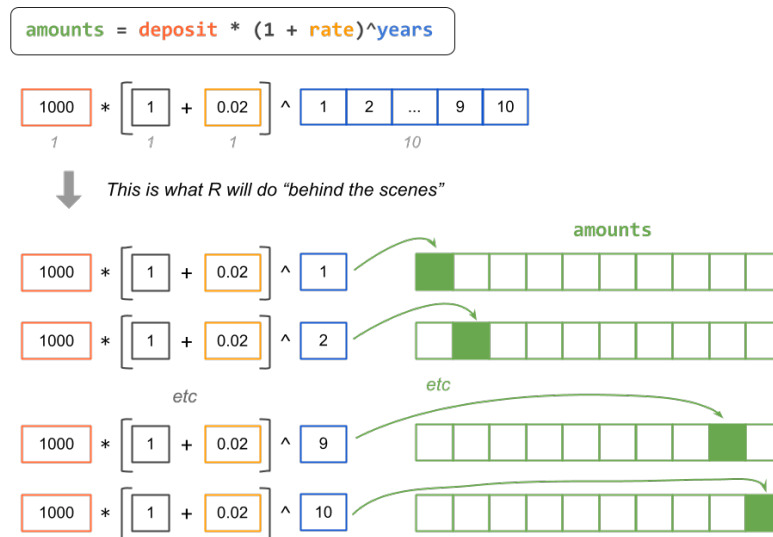 amounts = deposit * (1 + rate)^years
1000 * [ 1 + 0.02 ] ^ 1 2 ... 9 10
1 1 1 10
This is what R will do “behind the scenes”
amounts
1000 * [ 1 + 0.02 ] ^ 1
1000 * [ 1 + 0.02 ] ^ 2
etc etc
1000 * [ 1 + 0.02 ] ^ 9
1000 * [ 1 + 0.02 ] ^ 10